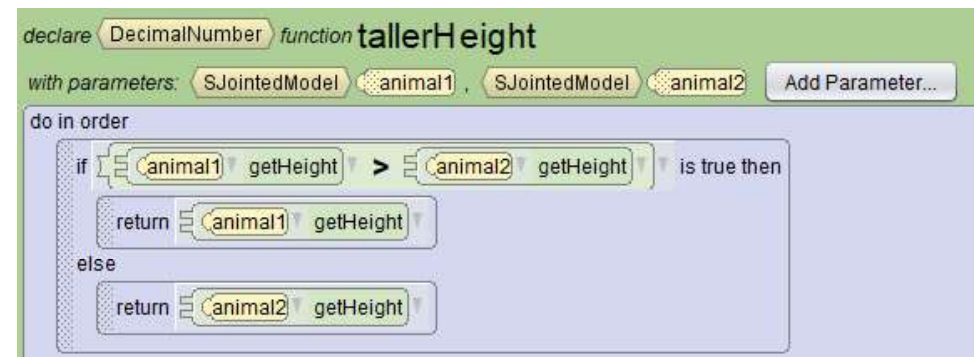 declare DecimalNumber function tallerHeight
with parameters: SJointedModel animal1 , SJointedModel animal2 Add Parameter...
do in order
if animal1 getHeight > animal2 getHeight is true then
return animal1 getHeight
else
return animal2 getHeight